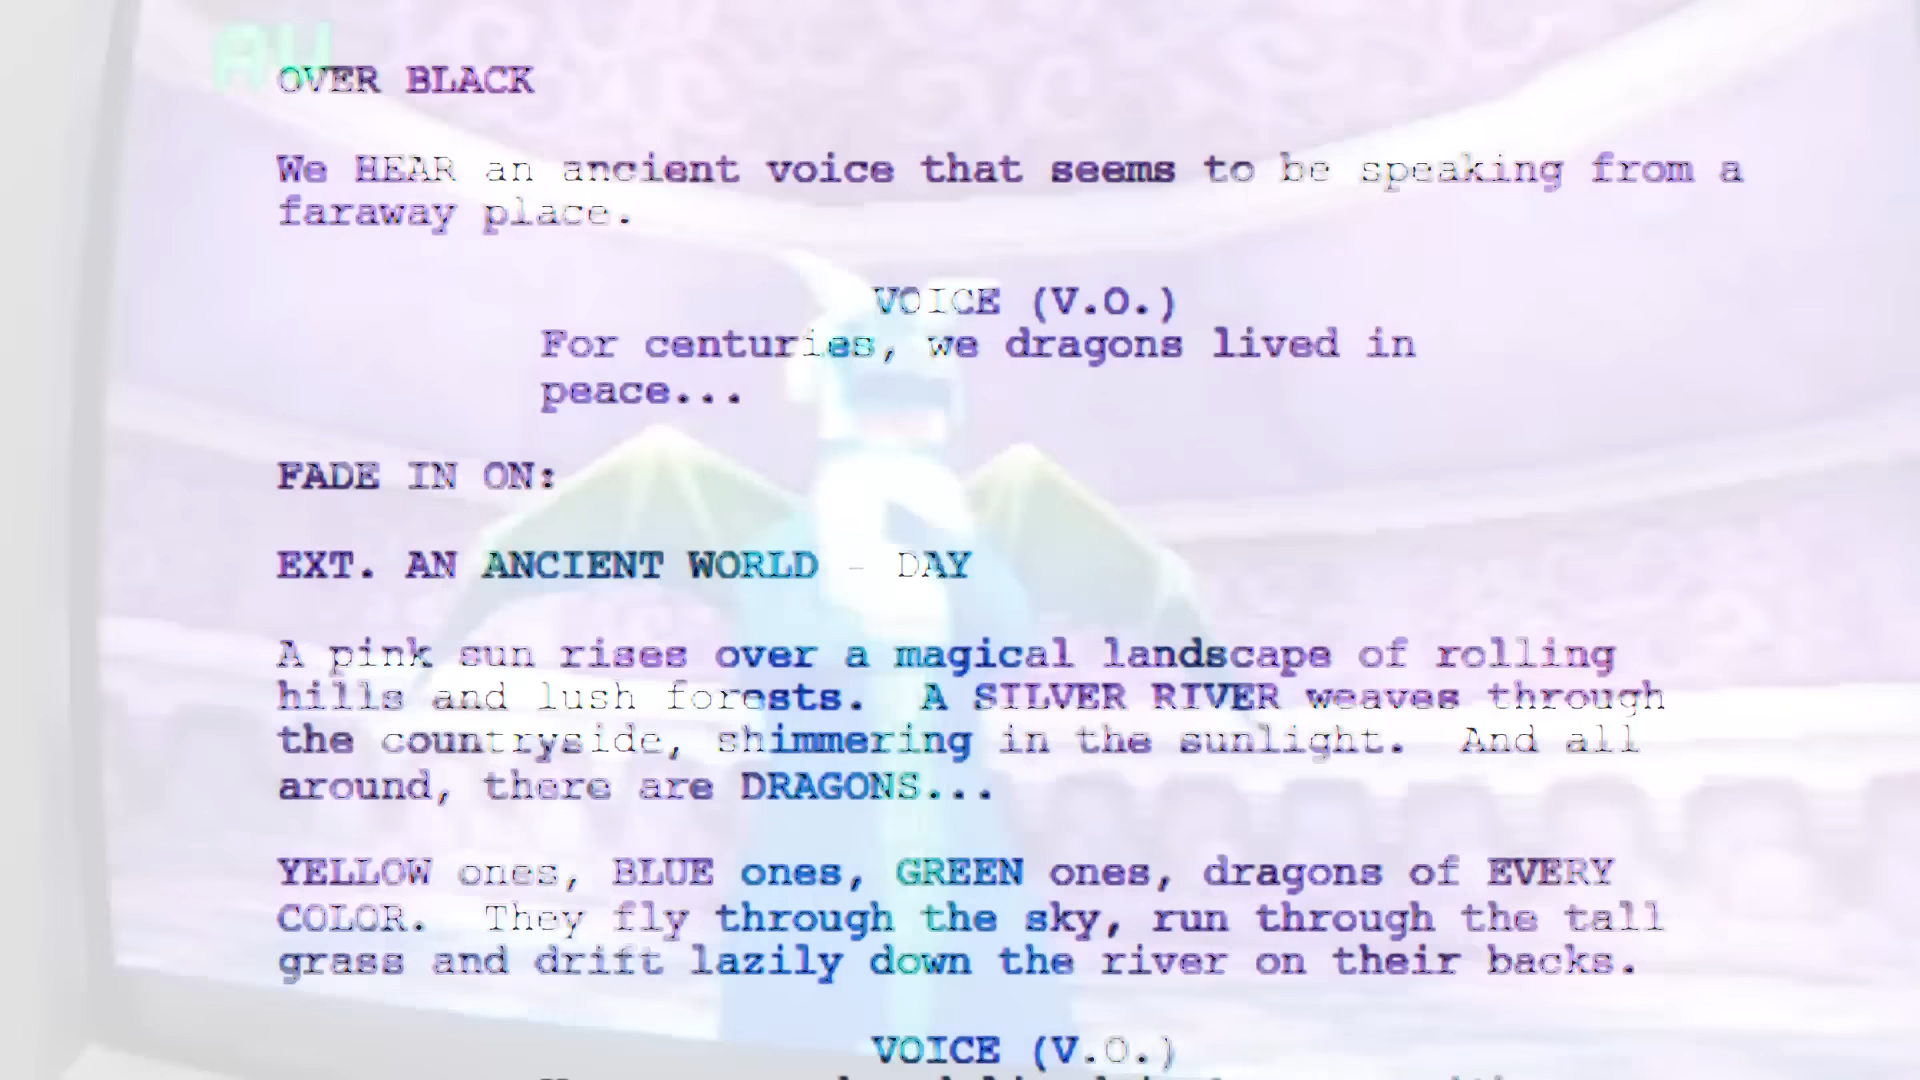 AV
OVER BLACK
We HEAR an ancient voice that seems to be speaking from a
faraway place.
VOICE (V.O.)
For centuries, we dragons lived in
peace...
FADE IN ON:
EXT. AN ANCIENT WORLD - DAY
A pink sun rises over a magical landscape of rolling
hills and lush forests. A SILVER RIVER weaves through
the countryside, shimmering in the sunlight. And all
around, there are DRAGONS...
YELLOW ones, BLUE ones, GREEN ones, dragons of EVERY
COLOR. They fly through the sky, run through the tall
grass and drift lazily down the river on their backs.
VOICE (V.O.)